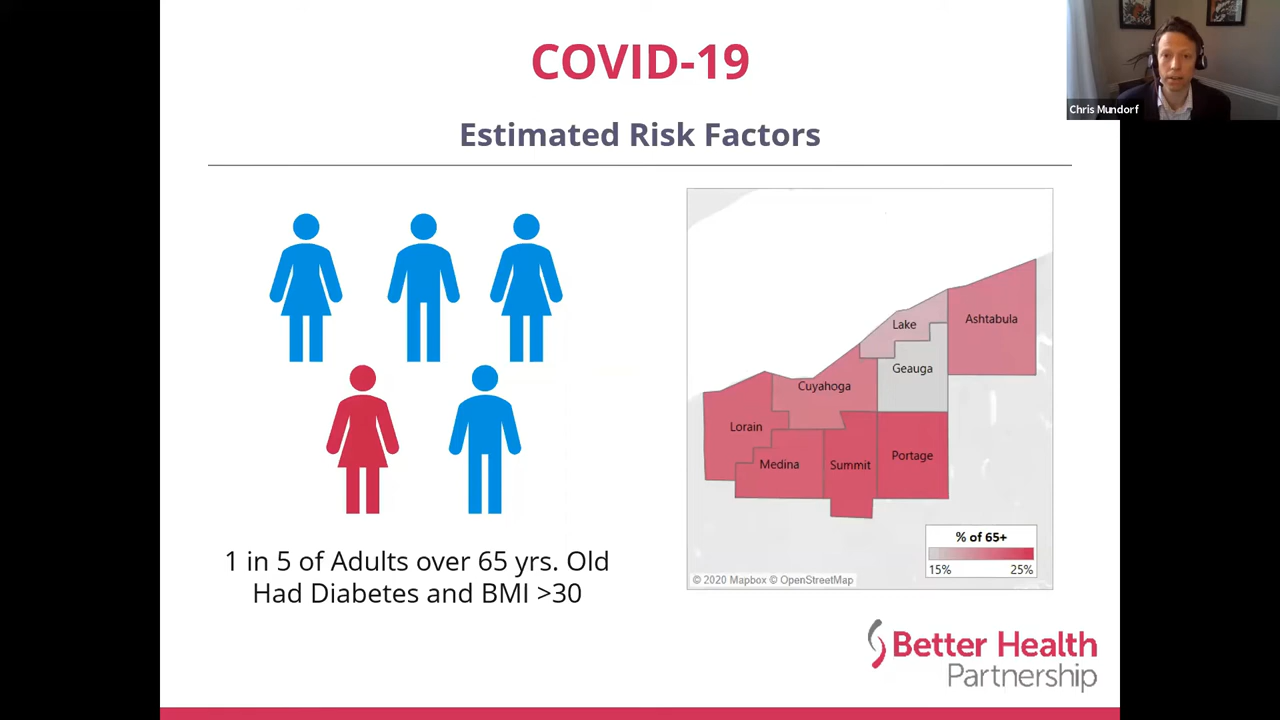 COVID-19
Chris Mundorf
Estimated Risk Factors
Lake
Ashtabula
Geauga
Cuyahoga
Lorain
Medina
Summit
Portage
% of 65+
15%
25%
© 2020 Mapbox © OpenStreetMap
1 in 5 of Adults over 65 yrs. Old
Had Diabetes and BMI >30
Better Health
Partnership